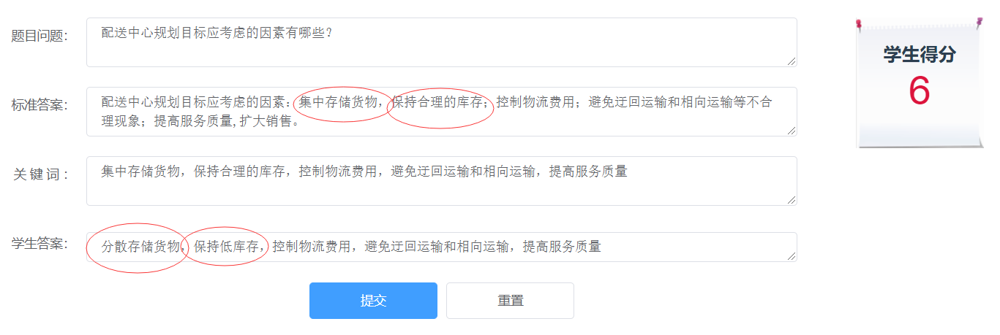 题目问题：
配送中心规划目标应考虑的因素有哪些？
学生得分
6
标准答案：
配送中心规划目标应考虑的因素：集中存储货物，保持合理的库存；控制物流费用；避免迂回运输和相向运输等不合
理现象；提高服务质量,扩大销售。
关 键 词 ：
集中存储货物，保持合理的库存，控制物流费用，避免迂回运输和相向运输，提高服务质量
学生答案：
分散存储货物，保持低库存，控制物流费用，避免迂回运输和相向运输，提高服务质量
提交
重置